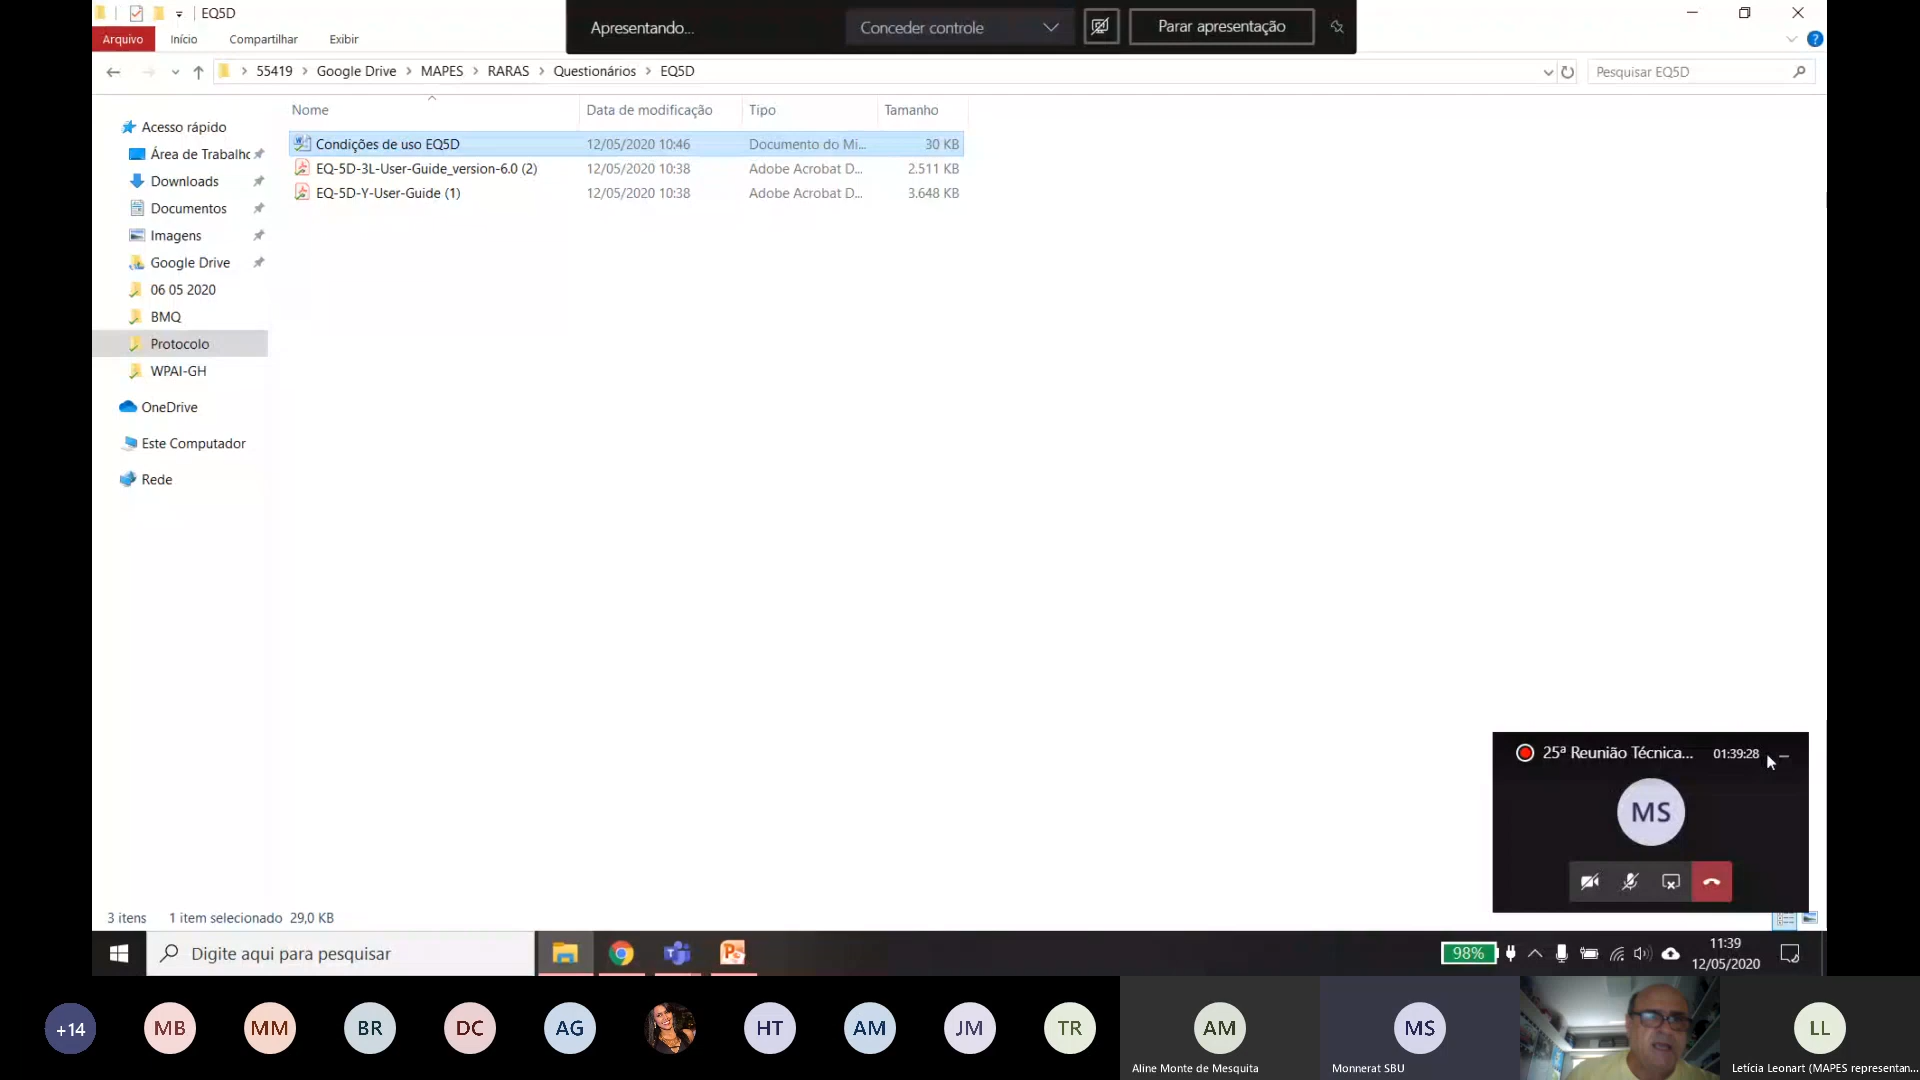 EQ5D
Apresentando...
Conceder controle
Parar apresentação
Arquivo
Início
Compartilhar
Exibir
55419 > Google Drive > MAPES > RARAS > Questionários > EQ5D
Pesquisar EQ5D
Nome
Data de modificação
Tipo
Tamanho
Condições de uso EQ5D 12/05/2020 10:46 Documento do Mi... 30 KB
EQ-5D-3L-User-Guide_version-6.0 (2) 12/05/2020 10:38 Adobe Acrobat D... 2.511 KB
EQ-5D-Y-User-Guide (1) 12/05/2020 10:38 Adobe Acrobat D... 3.648 KB
Acesso rápido
Área de Trabalho
Downloads
Documentos
Imagens
Google Drive
06 05 2020
BMQ
Protocolo
WPAI-GH
OneDrive
Este Computador
Rede
25ª Reunião Técnica... 01:39:28
MS
3 itens 1 item selecionado 29,0 KB
Digite aqui para pesquisar
98%
11:39
12/05/2020
+14
MB
MM
BR
DC
AG
HT
AM
JM
TR
AM
Aline Monte de Mesquita
MS
Monnerat SBU
LL
Letícia Leonart (MAPES representan...